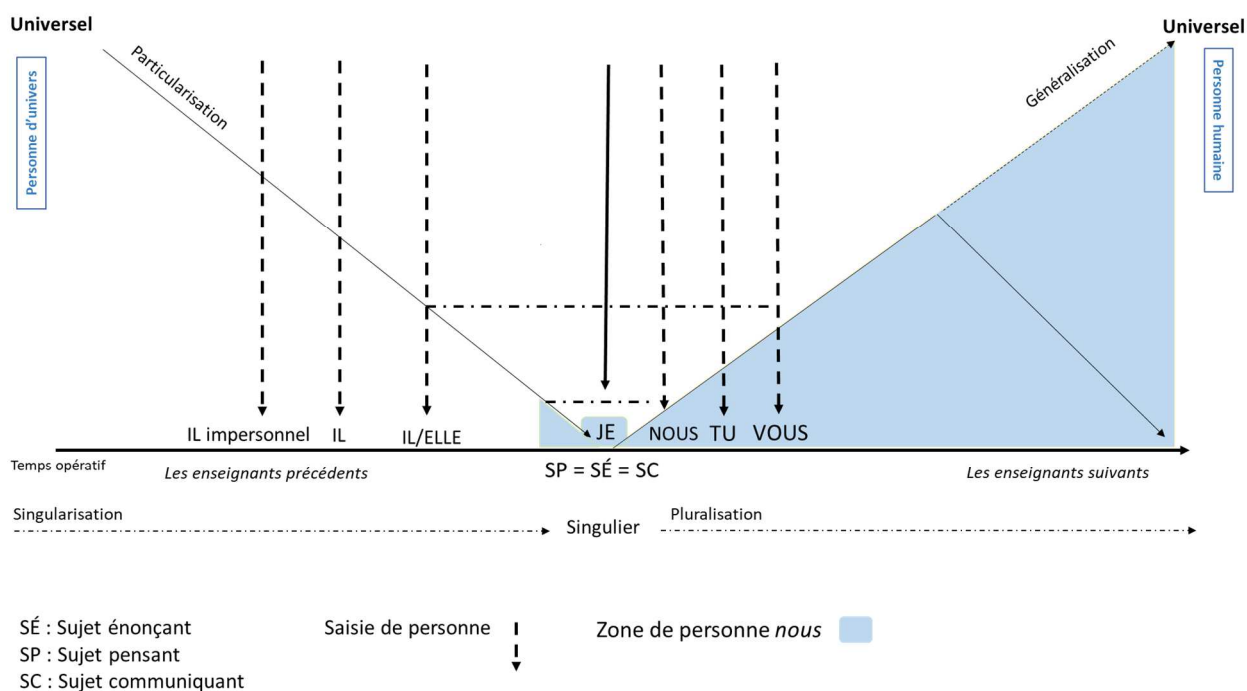 Universel
Universel
Personne d'univers
Particularisation
Généralisation
Personne humaine
IL impersonnel
IL
IL/ELLE
JE
NOUS
TU
VOUS
Temps opératif
Les enseignants précédents
SP = SÉ = SC
Les enseignants suivants
Singularisation
Singulier
Pluralisation
SÉ : Sujet énonçant
SP : Sujet pensant
SC : Sujet communiquant
Saisie de personne
Zone de personne nous